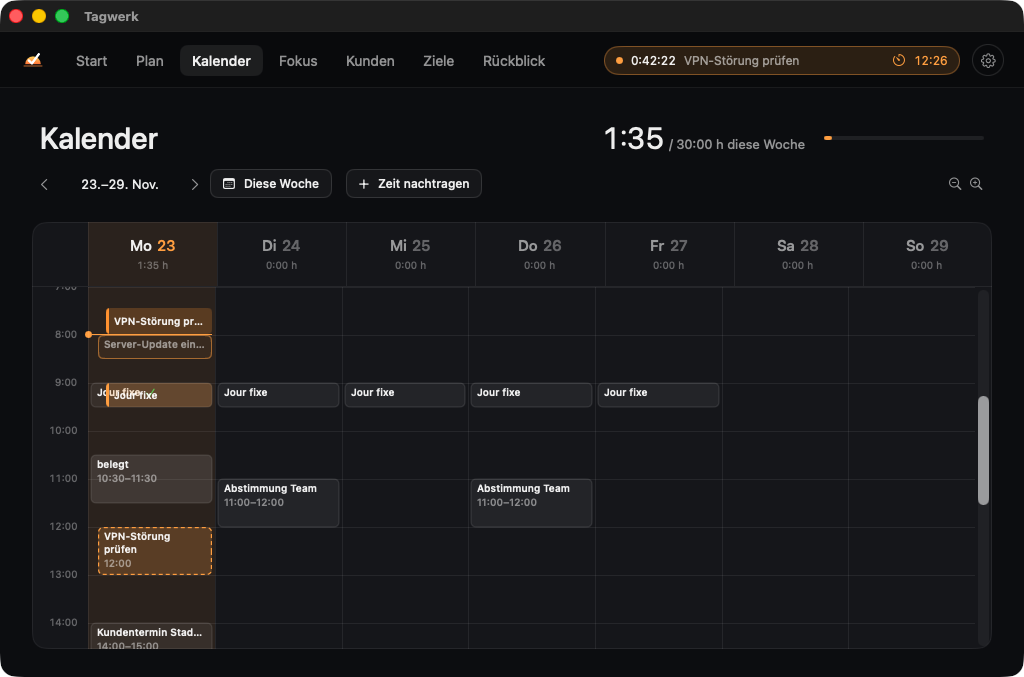 Tagwerk
Start Plan Kalender Fokus Kunden Ziele Rückblick
0:42:22 VPN-Störung prüfen 12:26
Kalender
1:35 / 30:00 h diese Woche
23.–29. Nov.
Diese Woche
+ Zeit nachtragen
Mo 23 Di 24 Mi 25 Do 26 Fr 27 Sa 28 So 29
1:35 h 0:00 h 0:00 h 0:00 h 0:00 h 0:00 h 0:00 h
7:00
VPN-Störung pr...
8:00
Server-Update ein...
9:00
Jour fixe Jour fixe Jour fixe Jour fixe Jour fixe
Jour fixe
10:00
belegt
10:30–11:30
11:00
Abstimmung Team Abstimmung Team
11:00–12:00 11:00–12:00
12:00
VPN-Störung
prüfen
12:00
13:00
14:00
Kundentermin Stad...
14:00–15:00